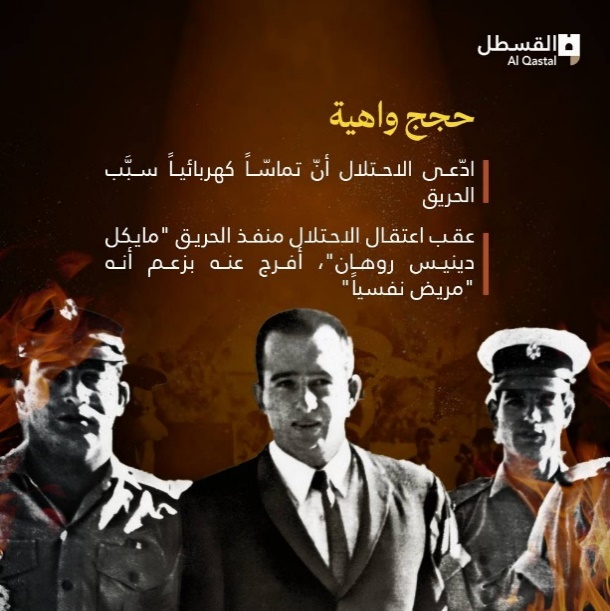 القسطل
Al Qastal
حجج واهية
ادّعى الاحتلال أنّ تماسّاً كهربائياً سبَّب
الحريق
عقب اعتقال الاحتلال منفذ الحريق "مايكل
دينيس روهان"، أفرج عنه بزعم أنه
"مريض نفسياً"